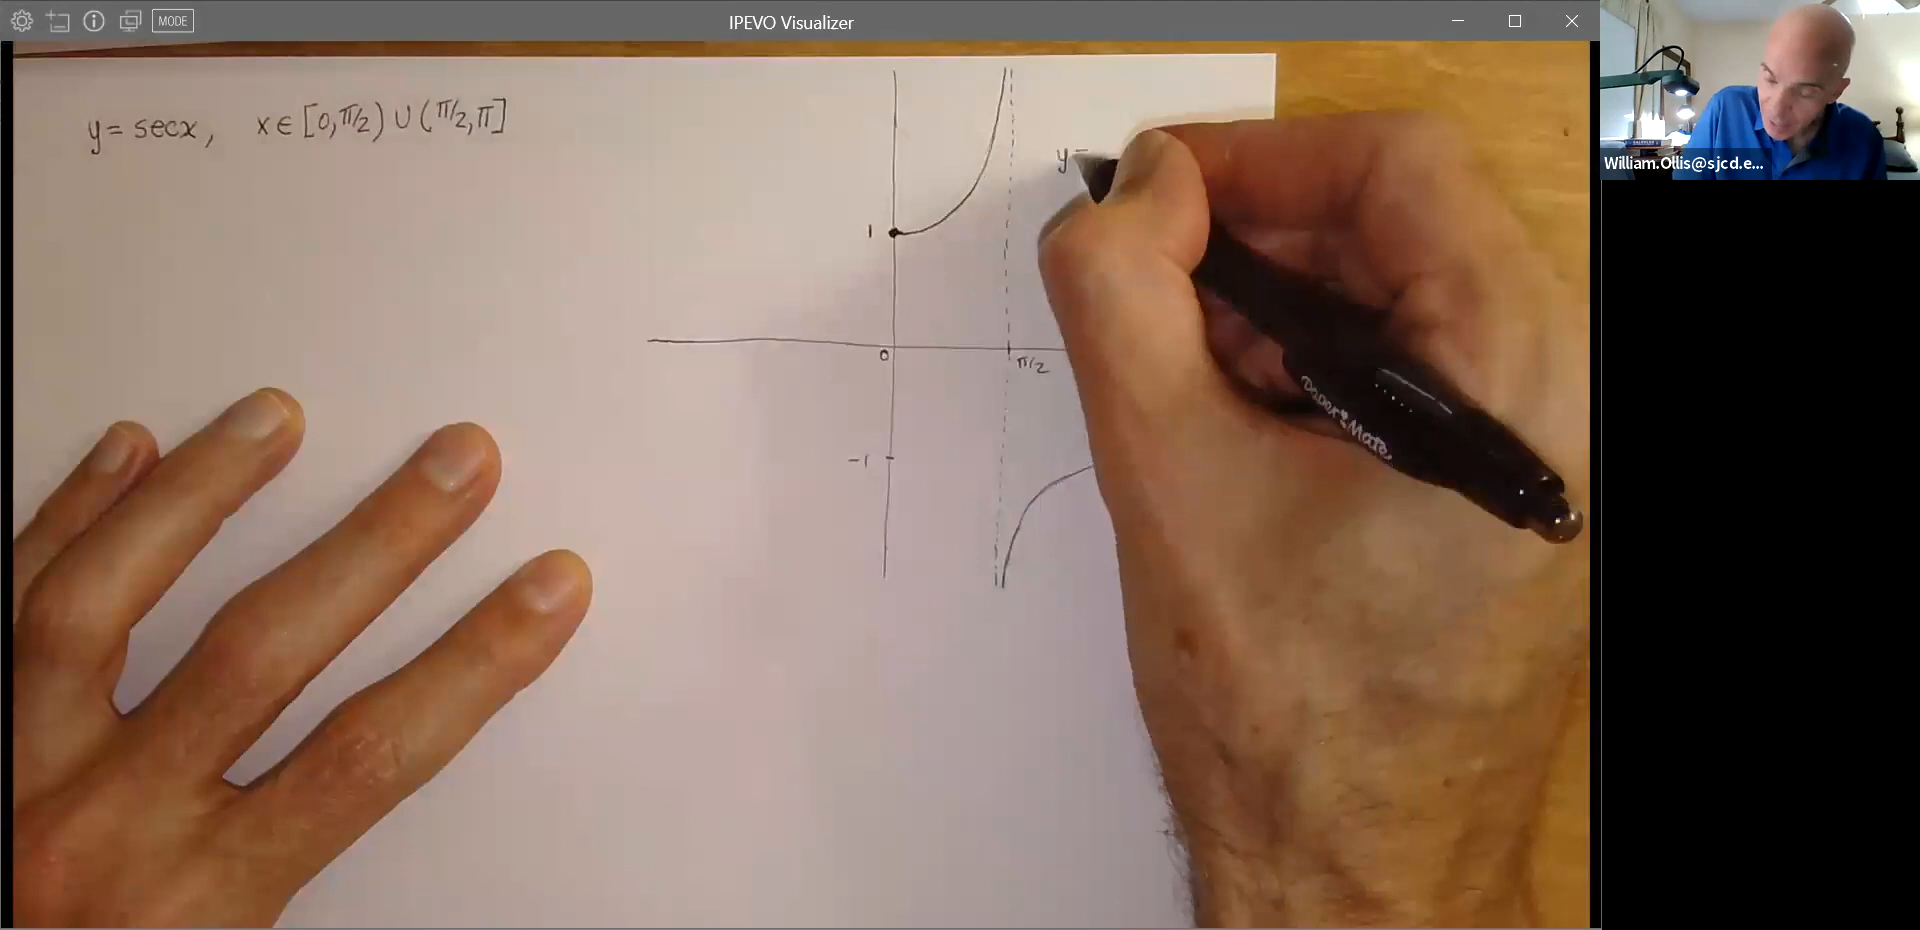 MODE
IPEVO Visualizer
y = sec x, x ∈ [0, π/2) ∪ (π/2, π]
y =
1
0
π/2
-1
Paper Mate
William.Ollis@sjcd.e...